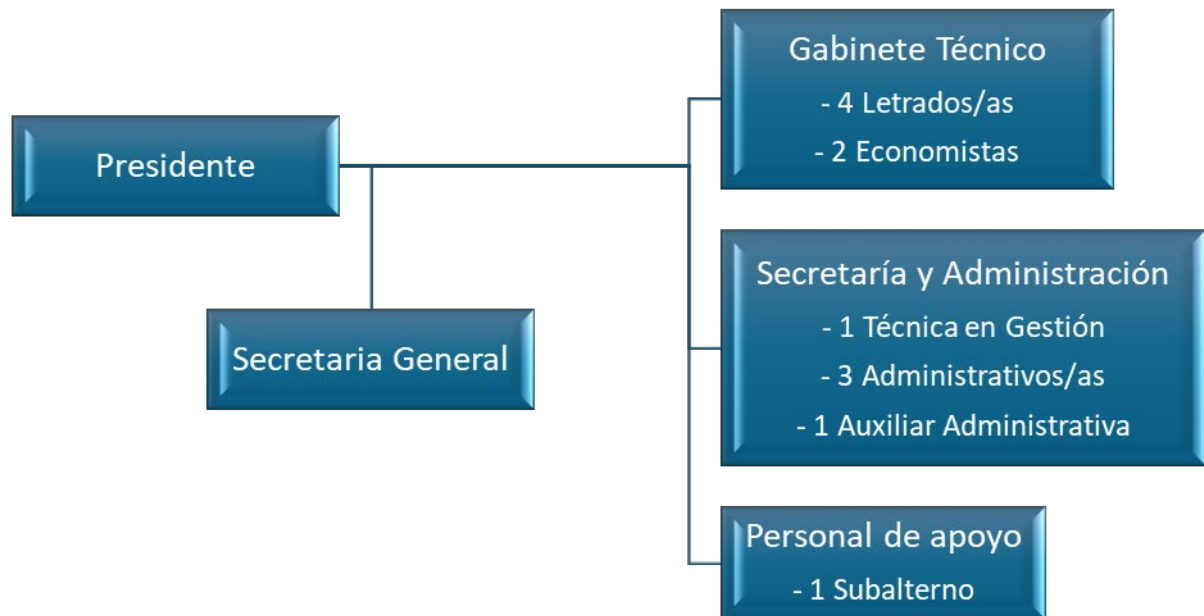 Presidente
Secretaria General
Gabinete Técnico
- 4 Letrados/as
- 2 Economistas
Secretaría y Administración
- 1 Técnica en Gestión
- 3 Administrativos/as
- 1 Auxiliar Administrativa
Personal de apoyo
- 1 Subalterno